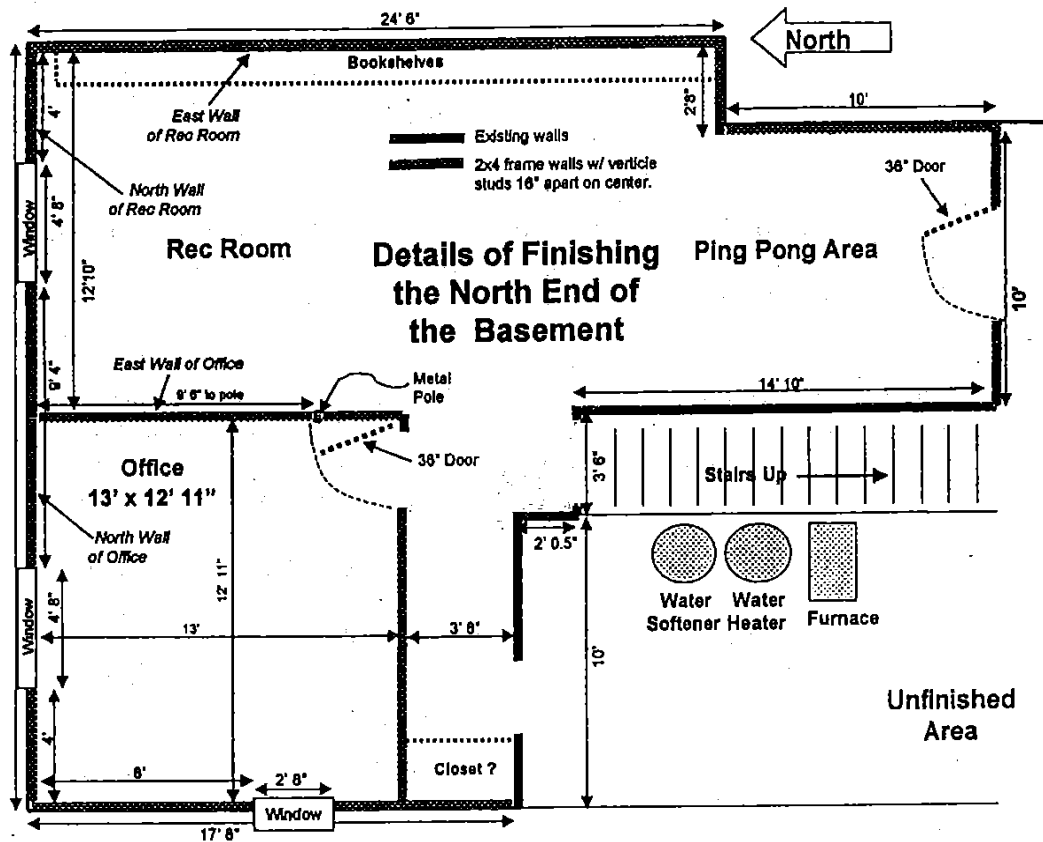 24' 6"
North
Bookshelves
4'
East Wall
of Rec Room
2'8"
10'
Existing walls
2x4 frame walls w/ verticle
studs 16" apart on center.
36" Door
North Wall
of Rec Room
Window
4' 8"
12'10"
Rec Room
Details of Finishing
the North End of
the Basement
Ping Pong Area
10'
9' 4"
East Wall of Office
9' 6" to pole
Metal
Pole
14' 10"
Office
13' x 12' 11"
36" Door
3' 6"
Stairs Up
North Wall
of Office
2' 0.5"
12' 11"
Window
4' 8"
13'
3' 8"
10'
Water
Softener
Water
Heater
Furnace
Unfinished
Area
4'
8'
2' 8"
Closet ?
Window
17' 8"